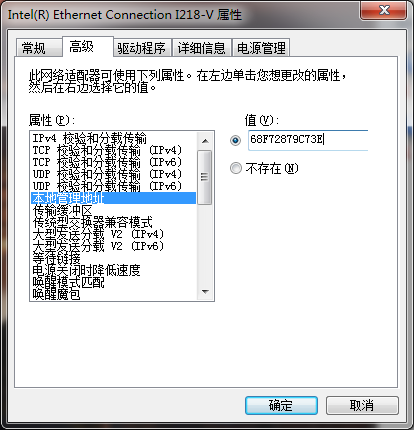 Intel(R) Ethernet Connection I218-V 属性
常规 高级 驱动程序 详细信息 电源管理
此网络适配器可使用下列属性。在左边单击您想更改的属性，
然后在右边选择它的值。
属性(P):
值(V):
IPv4 校验和分载传输
TCP 校验和分载传输 (IPv4)
TCP 校验和分载传输 (IPv6)
UDP 校验和分载传输 (IPv4)
UDP 校验和分载传输 (IPv6)
本地管理地址
传输缓冲区
传统型交换器兼容模式
大型发送分载 V2 (IPv4)
大型发送分载 V2 (IPv6)
等待链接
电源关闭时降低速度
唤醒模式匹配
唤醒魔包
68F72879C73E
不存在(N)
确定
取消